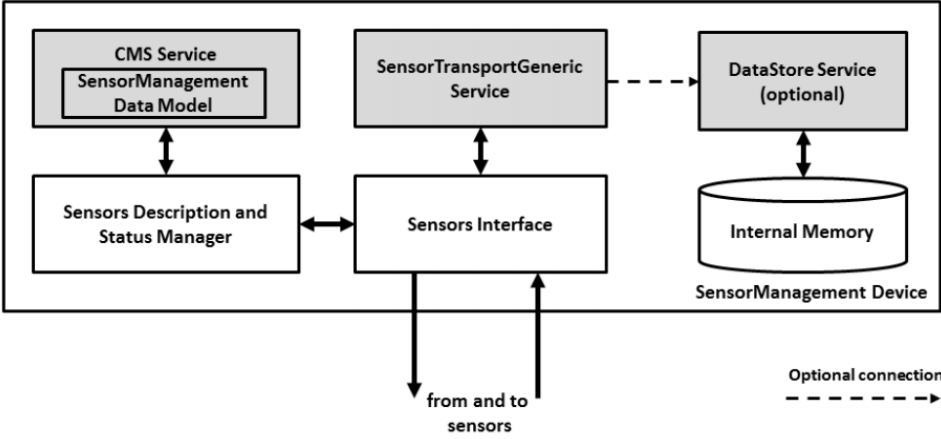 CMS Service
SensorManagement
Data Model
SensorTransportGeneric
Service
DataStore Service
(optional)
Sensors Description and
Status Manager
Sensors Interface
Internal Memory
SensorManagement Device
Optional connection
from and to
sensors